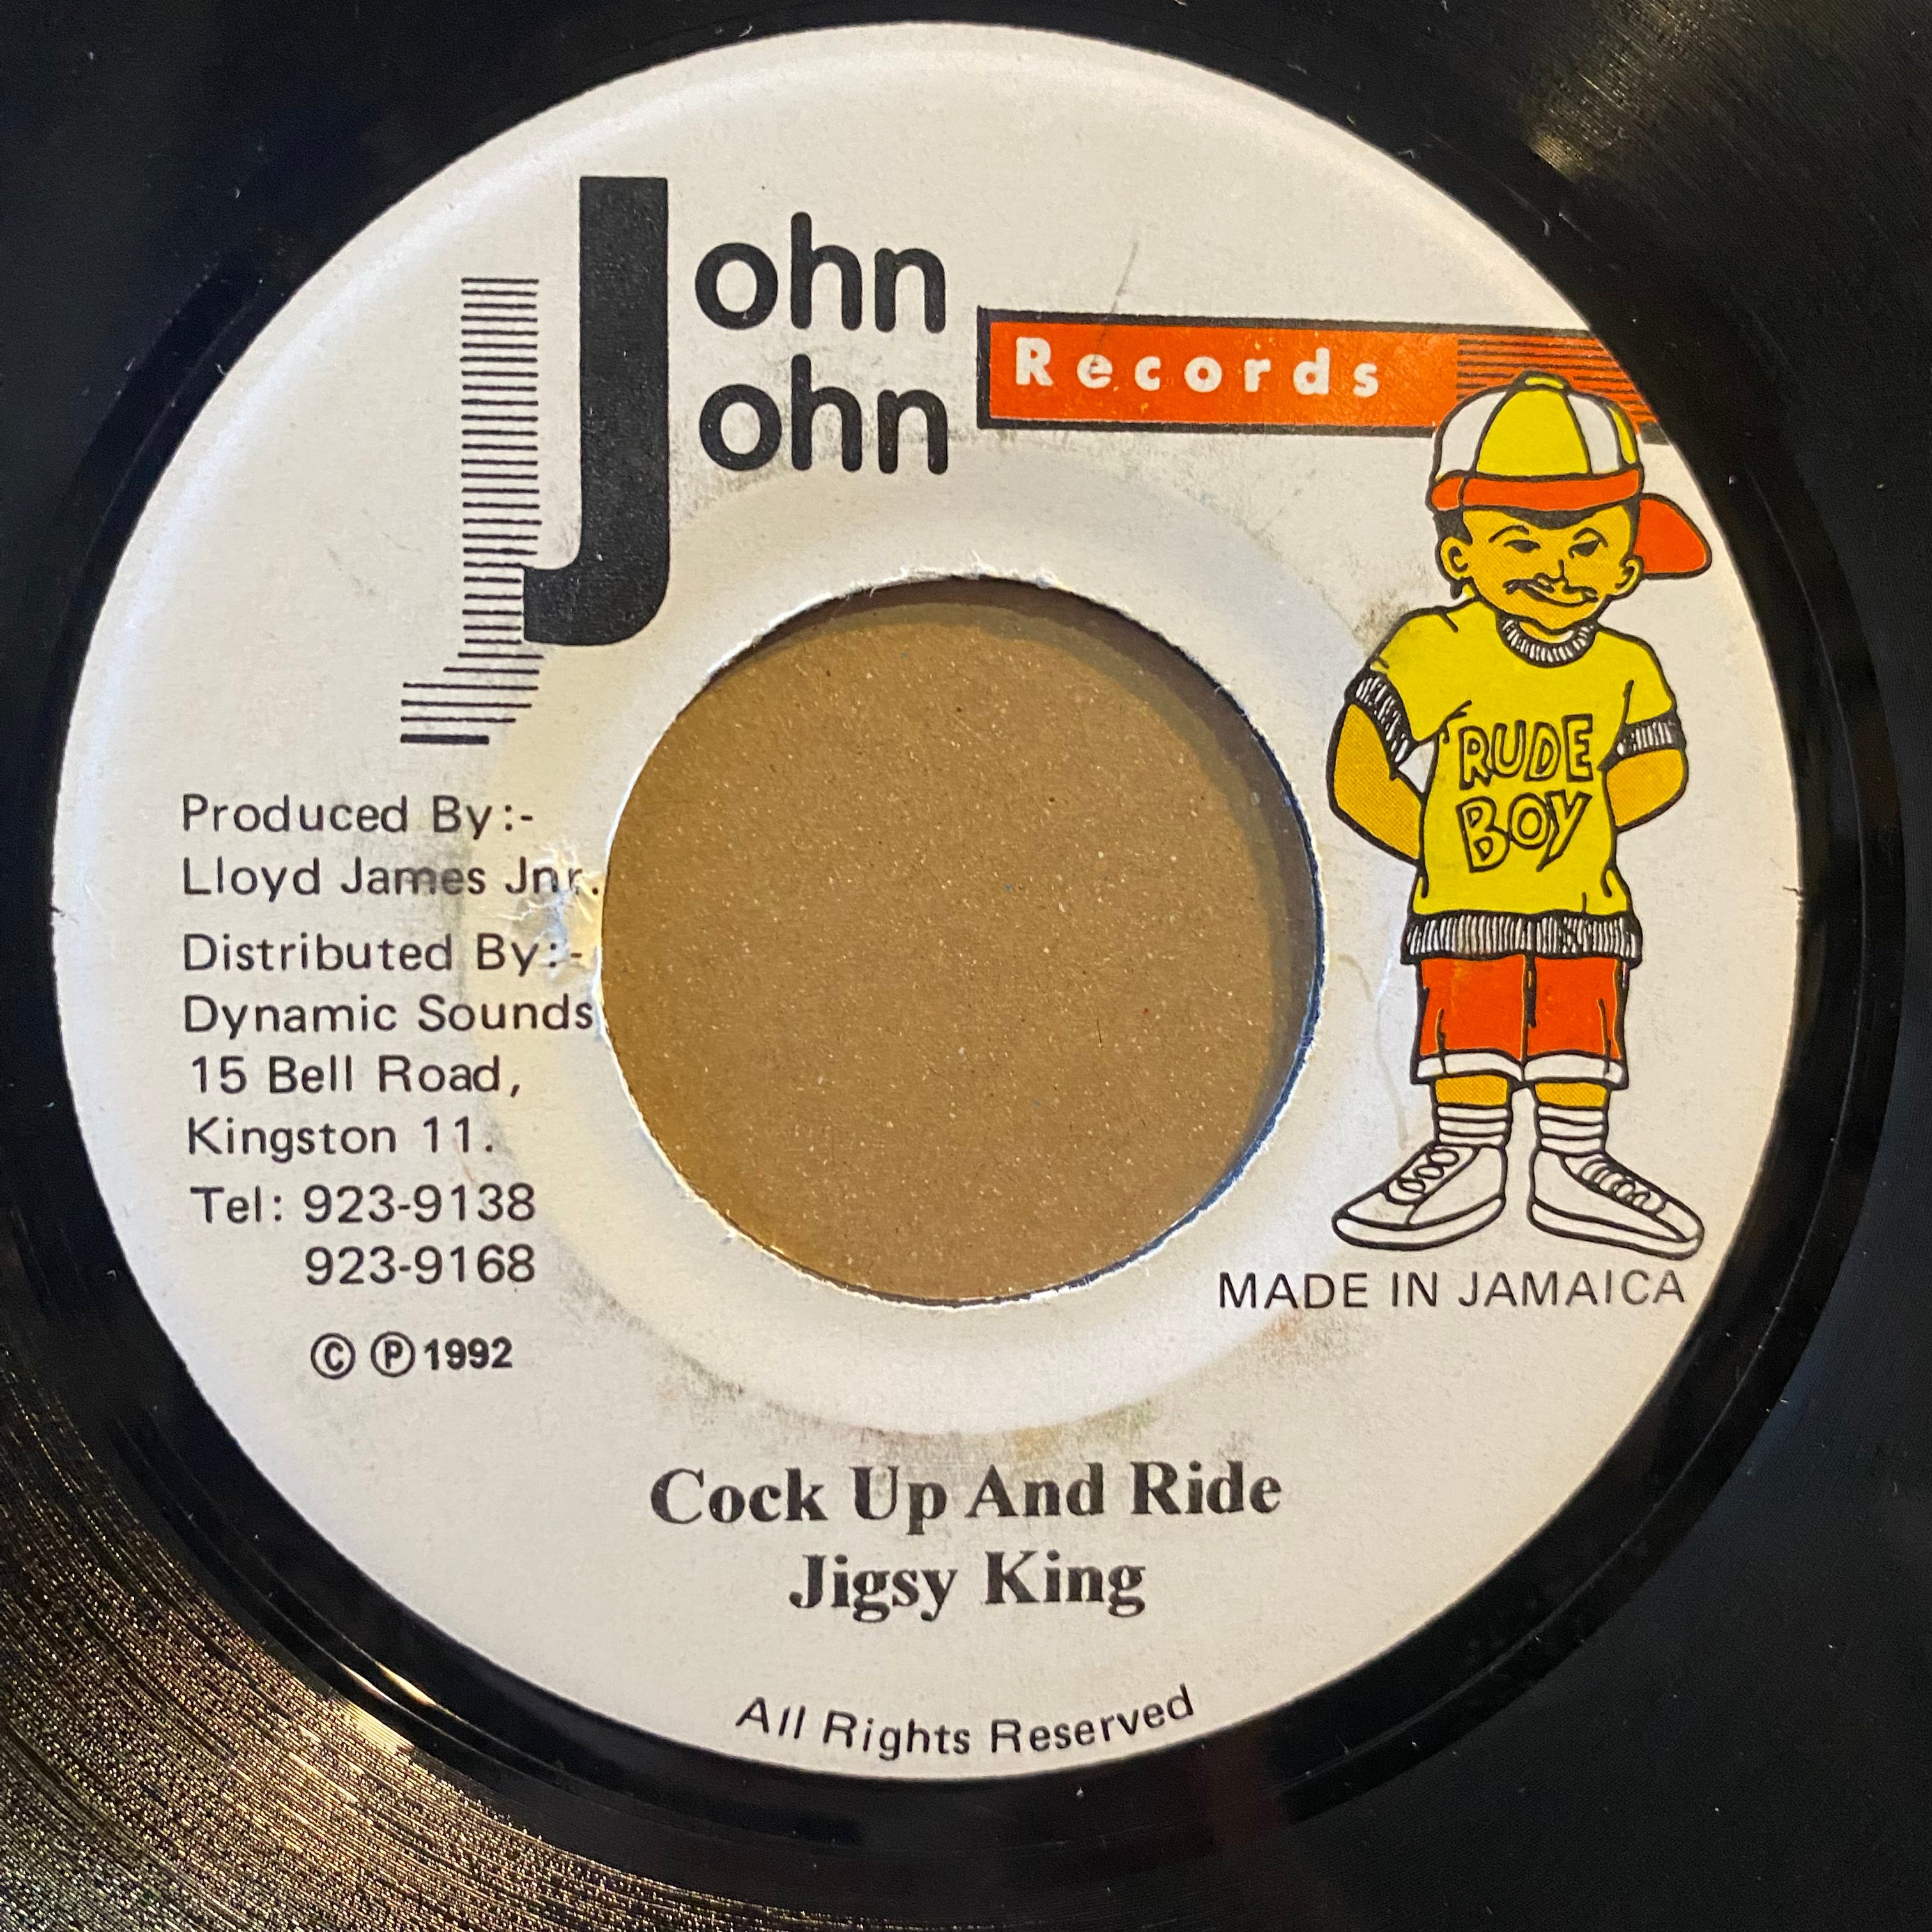 John
John
Records
RUDE
BOY
Produced By:-
Lloyd James Jnr.
Distributed By:-
Dynamic Sounds
15 Bell Road,
Kingston 11.
Tel: 923-9138
923-9168
© ℗ 1992
MADE IN JAMAICA
Cock Up And Ride
Jigsy King
All Rights Reserved